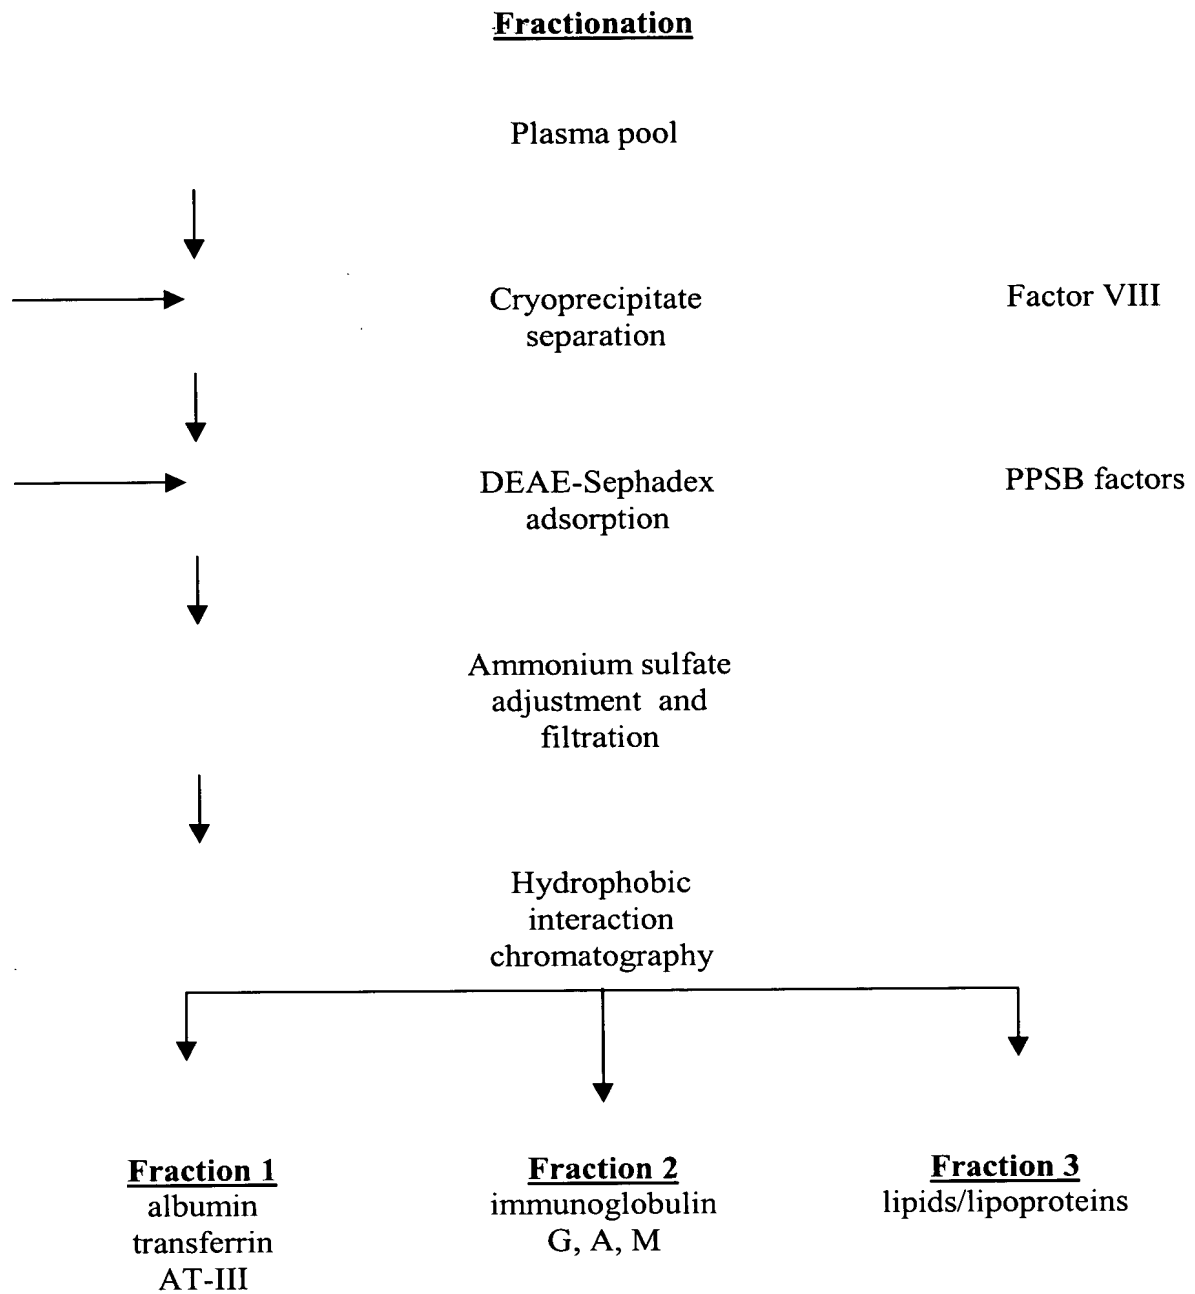 Fractionation
Plasma pool
Cryoprecipitate
separation
Factor VIII
DEAE-Sephadex
adsorption
PPSB factors
Ammonium sulfate
adjustment and
filtration
Hydrophobic
interaction
chromatography
Fraction 1
albumin
transferrin
AT-III
Fraction 2
immunoglobulin
G, A, M
Fraction 3
lipids/lipoproteins